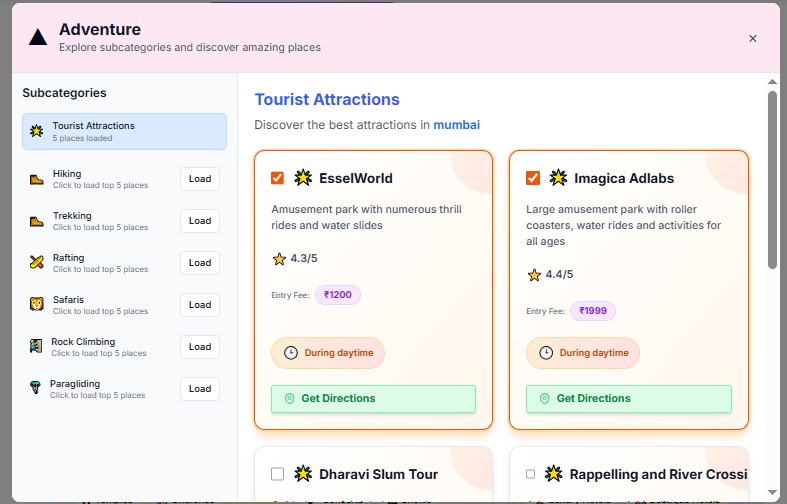 Adventure
Explore subcategories and discover amazing places
×
Subcategories
Tourist Attractions
5 places loaded
Hiking
Click to load top 5 places
Load
Trekking
Click to load top 5 places
Load
Rafting
Click to load top 5 places
Load
Safaris
Click to load top 5 places
Load
Rock Climbing
Click to load top 5 places
Load
Paragliding
Click to load top 5 places
Load
Tourist Attractions
Discover the best attractions in mumbai
EsselWorld
Amusement park with numerous thrill
rides and water slides
4.3/5
Entry Fee: ₹1200
During daytime
Get Directions
Imagica Adlabs
Large amusement park with roller
coasters, water rides and activities for
all ages
4.4/5
Entry Fee: ₹1999
During daytime
Get Directions
Dharavi Slum Tour
Rappelling and River Crossi